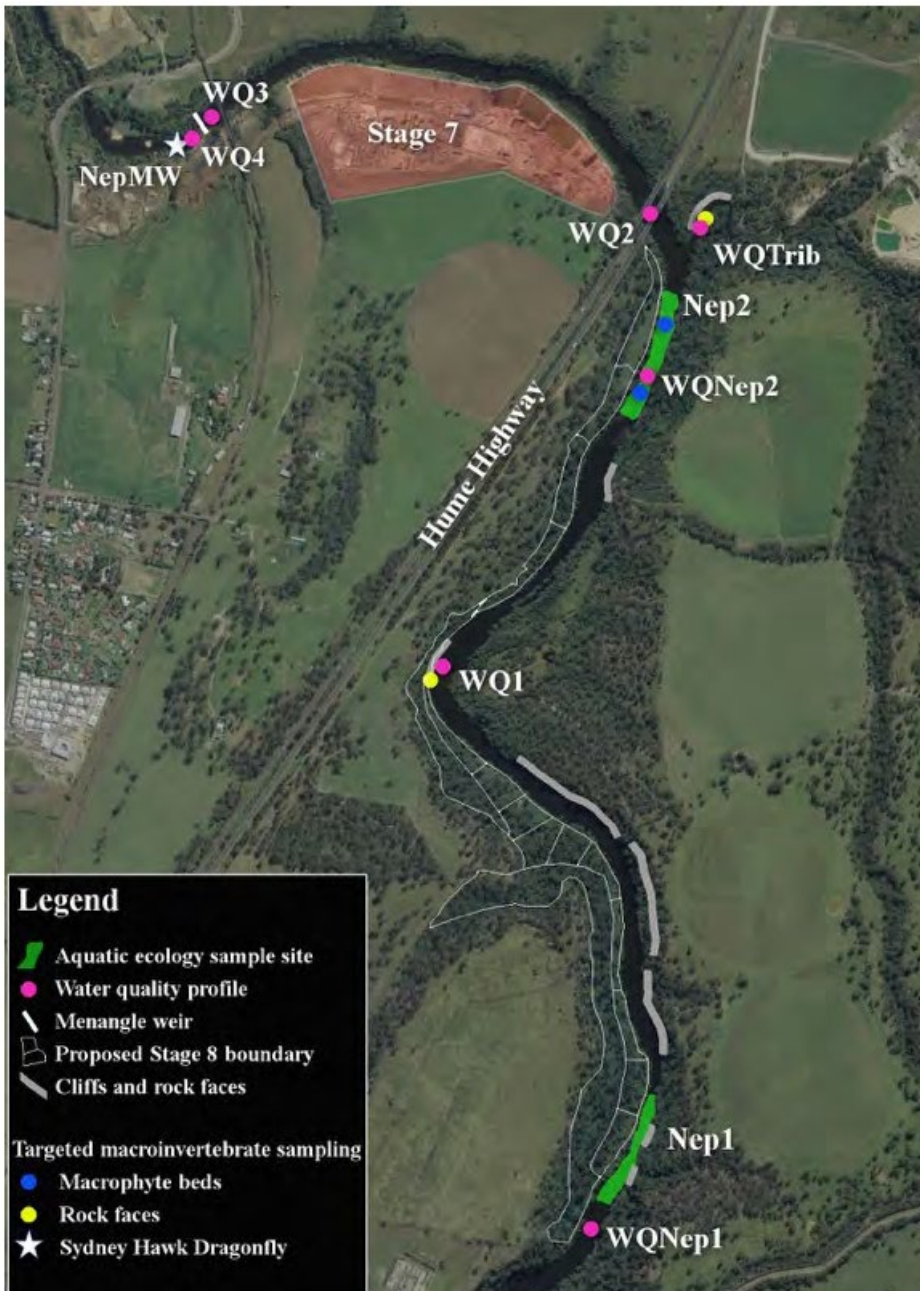 WQ3
Stage 7
WQ4
NepMW
WQ2
WQTrib
Nep2
WQNep2
Hume Highway
WQ1
Legend
Aquatic ecology sample site
Water quality profile
Menangle weir
Proposed Stage 8 boundary
Cliffs and rock faces
Nep1
Targeted macroinvertebrate sampling
Macrophyte beds
Rock faces
WQNep1
Sydney Hawk Dragonfly